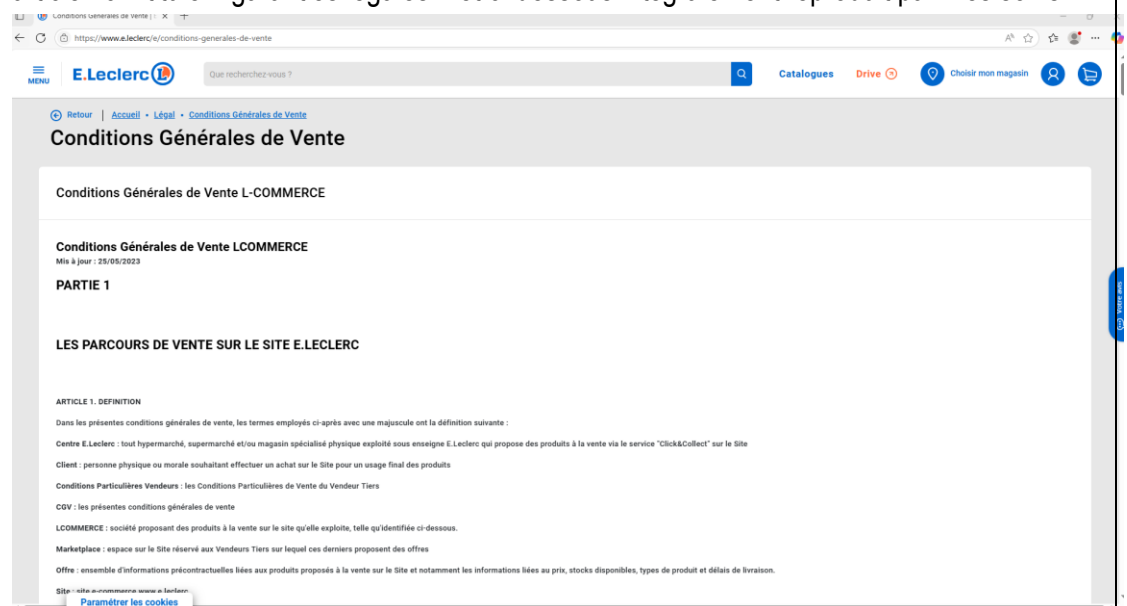 Conditions Générales de Vente |
https://www.e.leclerc/e/conditions-generales-de-vente
MENU
E.Leclerc
Que recherchez-vous ?
Catalogues
Drive
Choisir mon magasin
Retour | Accueil • Légal • Conditions Générales de Vente
Conditions Générales de Vente
Conditions Générales de Vente L-COMMERCE
Conditions Générales de Vente LCOMMERCE
Mis à jour : 25/05/2023
PARTIE 1
Votre avis
LES PARCOURS DE VENTE SUR LE SITE E.LECLERC
ARTICLE 1. DEFINITION
Dans les présentes conditions générales de vente, les termes employés ci-après avec une majuscule ont la définition suivante :
Centre E.Leclerc : tout hypermarché, supermarché et/ou magasin spécialisé physique exploité sous enseigne E.Leclerc qui propose des produits à la vente via le service "Click&Collect" sur le Site
Client : personne physique ou morale souhaitant effectuer un achat sur le Site pour un usage final des produits
Conditions Particulières Vendeurs : les Conditions Particulières de Vente du Vendeur Tiers
CGV : les présentes conditions générales de vente
LCOMMERCE : société proposant des produits à la vente sur le site qu'elle exploite, telle qu'identifiée ci-dessous.
Marketplace : espace sur le Site réservé aux Vendeurs Tiers sur lequel ces derniers proposent des offres
Offre : ensemble d'informations précontractuelles liées aux produits proposés à la vente sur le Site et notamment les informations liées au prix, stocks disponibles, types de produit et délais de livraison.
Site : site e-commerce www.e.leclerc
Paramétrer les cookies